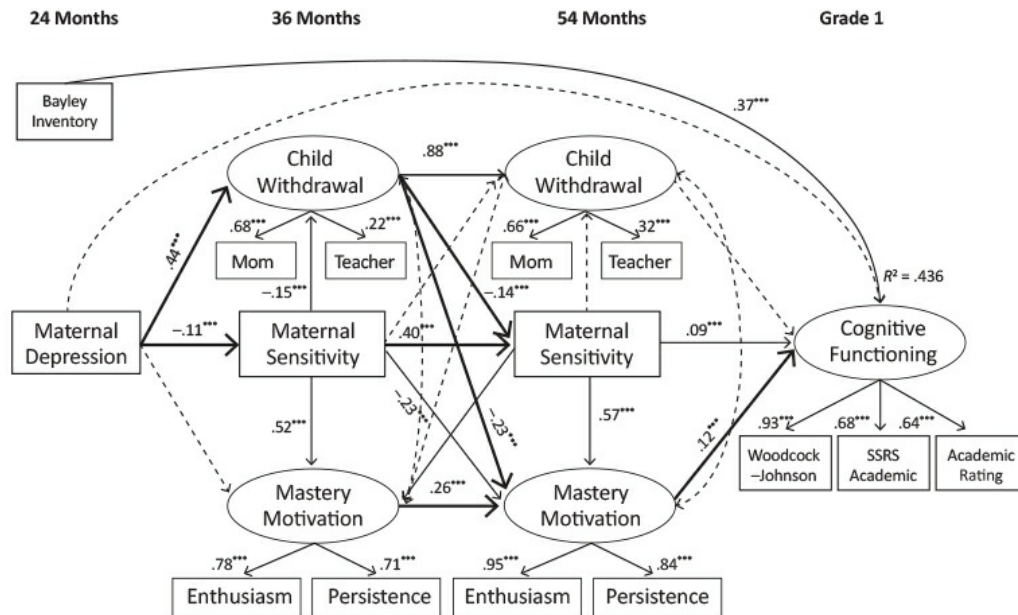 24 Months 36 Months 54 Months Grade 1
Bayley
Inventory
.37***
Child
Withdrawal
.88***
Child
Withdrawal
.68*** .22***
.66*** .32***
.44***
Mom Teacher
Mom Teacher
R² = .436
–.15***
–.14***
Maternal
Depression
–.11***
Maternal
Sensitivity
.40***
Maternal
Sensitivity
.09***
Cognitive
Functioning
.52***
–.23***
–.23***
.57***
.12***
.93*** .68*** .64***
Woodcock
–Johnson
SSRS
Academic
Academic
Rating
Mastery
Motivation
.26***
Mastery
Motivation
.78*** .71***
.95*** .84***
Enthusiasm Persistence
Enthusiasm Persistence